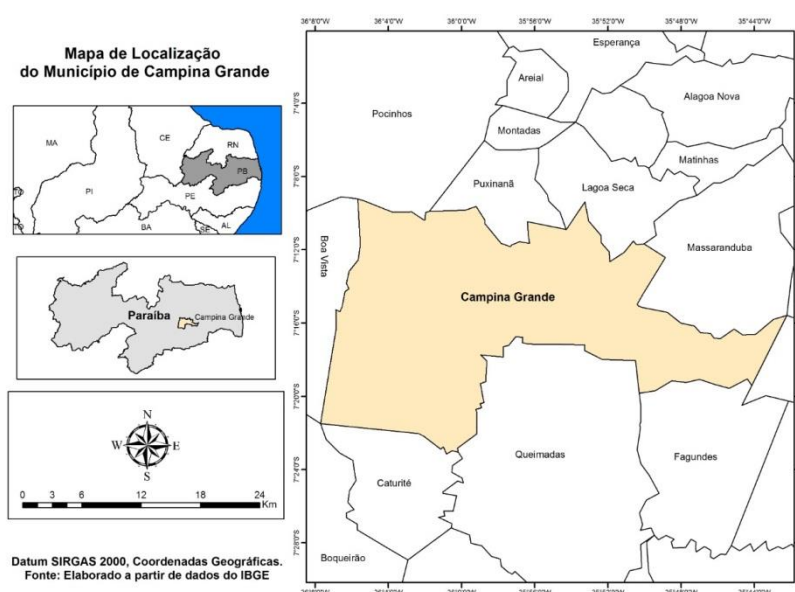 Mapa de Localização
do Município de Campina Grande
MA
CE
RN
PB
PI
PE
TO
TO
BA
SE
AL
Paraíba
Campina Grande
N
W
E
S
0 3 6 12 18 24
Km
Datum SIRGAS 2000, Coordenadas Geográficas.
Fonte: Elaborado a partir de dados do IBGE
36°8'0"W 36°4'0"W 36°0'0"W 35°56'0"W 35°52'0"W 35°48'0"W 35°44'0"W
7°4'0"S
7°8'0"S
7°12'0"S
7°16'0"S
7°20'0"S
7°24'0"S
7°28'0"S
Esperança
Areial
Alagoa Nova
Pocinhos
Montadas
Matinhas
Puxinanã
Lagoa Seca
Boa Vista
Massaranduba
Campina Grande
Queimadas
Fagundes
Caturité
Boqueirão